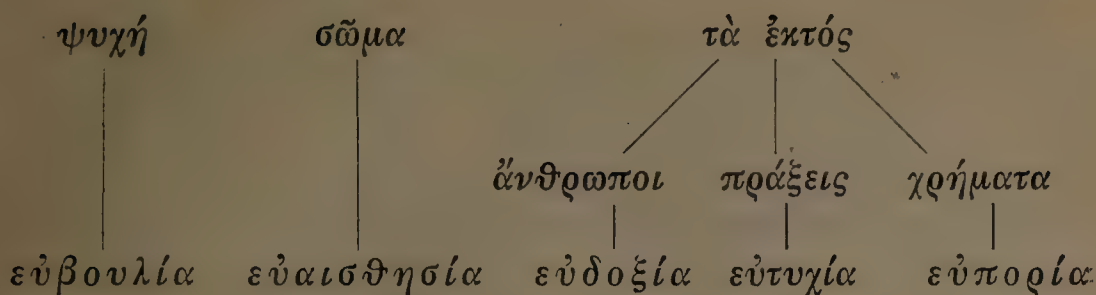 ψυχή σῶμα τὰ ἐκτός
ἄνθρωποι πράξεις χρήματα
εὐβουλία εὐαισθησία εὐδοξία εὐτυχία εὐπορία